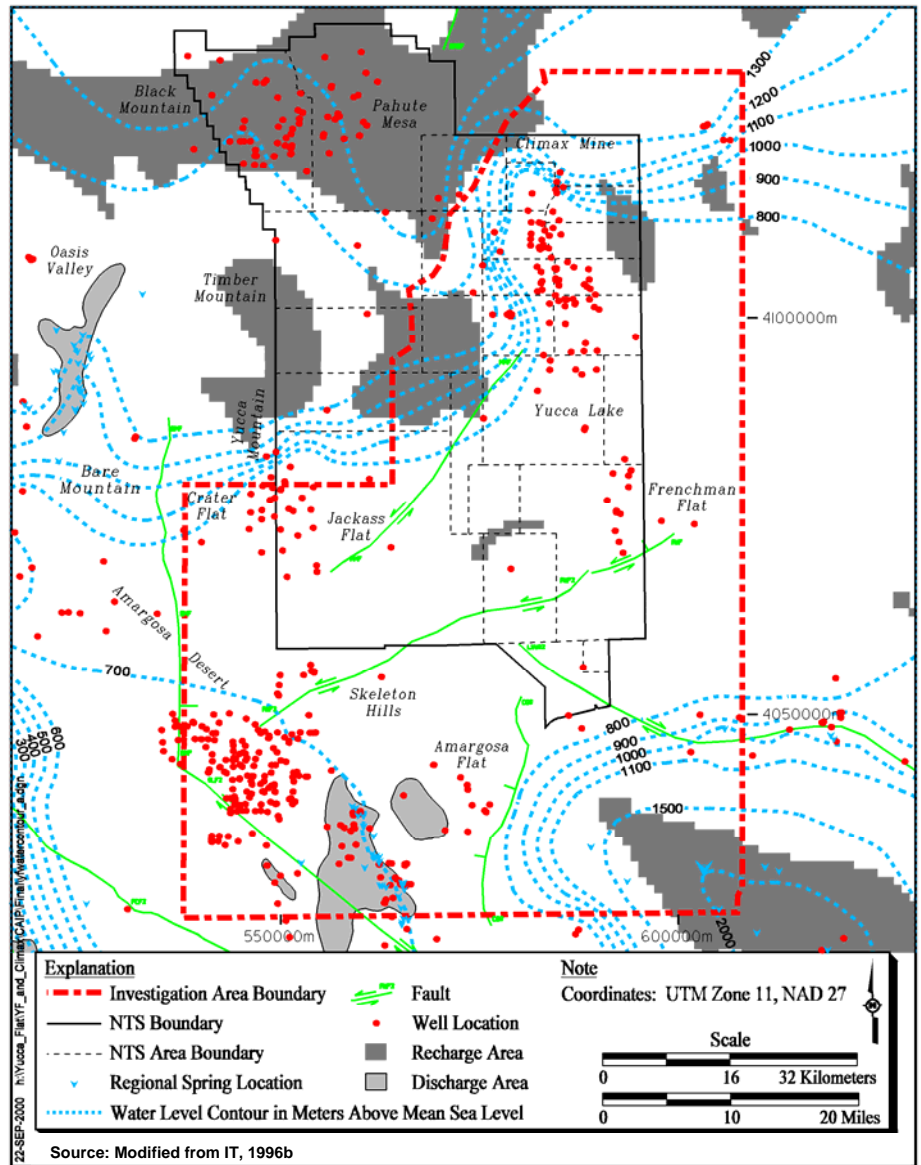 1300
1200
1100
1000
900
800
Black
Mountain
Pahute
Mesa
Climax Mine
Oasis
Valley
Timber
Mountain
4100000m
Yucca
Mountain
Yucca Lake
Bare
Mountain
Crater
Flat
Jackass
Flat
Frenchman
Flat
Amargosa
Desert
700
Skeleton
Hills
Amargosa
Flat
4050000m
800
900
1000
1100
1500
2000
600
500
400
300
550000m
600000m
Explanation
Investigation Area Boundary
NTS Boundary
NTS Area Boundary
Regional Spring Location
Water Level Contour in Meters Above Mean Sea Level
Fault
Well Location
Recharge Area
Discharge Area
Note
Coordinates: UTM Zone 11, NAD 27
Scale
0 16 32 Kilometers
0 10 20 Miles
Source: Modified from IT, 1996b
22-SEP-2000